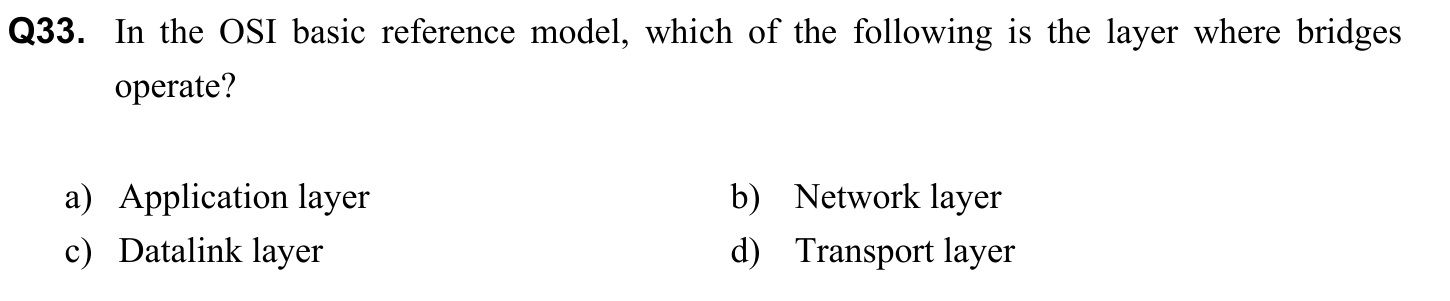 Q33. In the OSI basic reference model, which of the following is the layer where bridges
operate?
a) Application layer b) Network layer
c) Datalink layer d) Transport layer